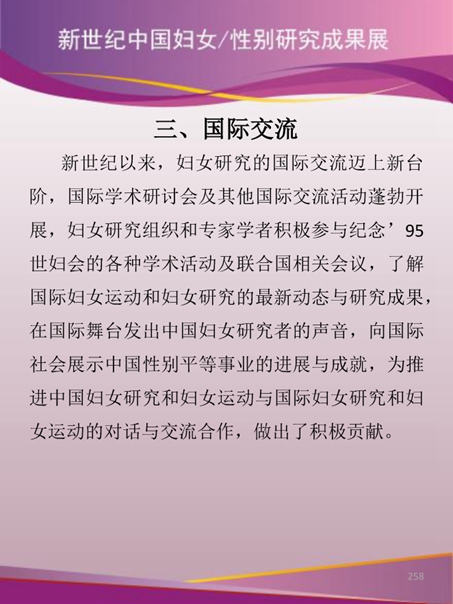 新世纪中国妇女/性别研究成果展
三、国际交流
新世纪以来，妇女研究的国际交流迈上新台
阶，国际学术研讨会及其他国际交流活动蓬勃开
展，妇女研究组织和专家学者积极参与纪念’95
世妇会的各种学术活动及联合国相关会议，了解
国际妇女运动和妇女研究的最新动态与研究成果，
在国际舞台发出中国妇女研究者的声音，向国际
社会展示中国性别平等事业的进展与成就，为推
进中国妇女研究和妇女运动与国际妇女研究和妇
女运动的对话与交流合作，做出了积极贡献。
258